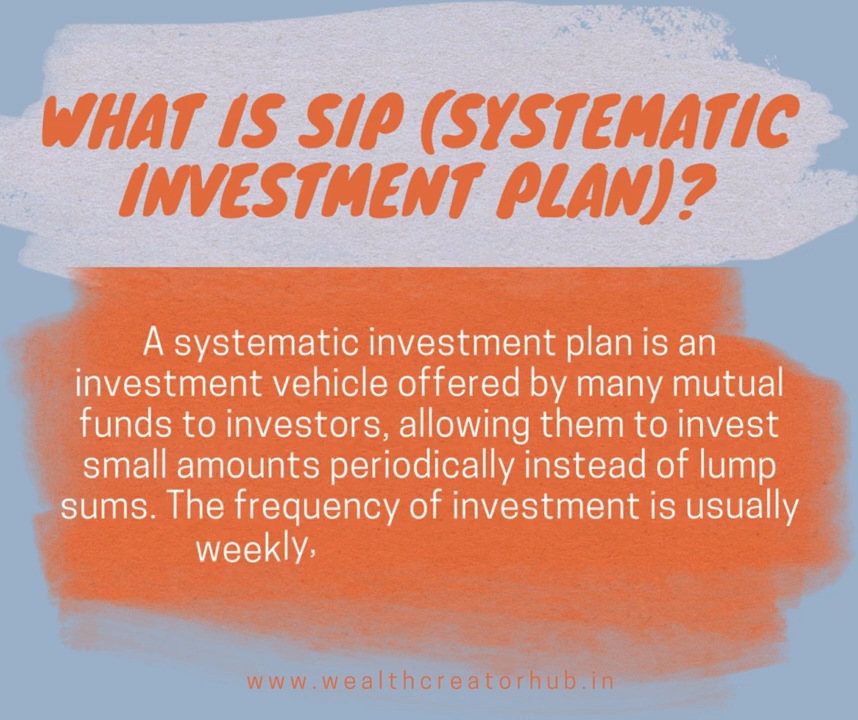 WHAT IS SIP (SYSTEMATIC
INVESTMENT PLAN)?
A systematic investment plan is an
investment vehicle offered by many mutual
funds to investors, allowing them to invest
small amounts periodically instead of lump
sums. The frequency of investment is usually
weekly,
www.wealthcreatorhub.in